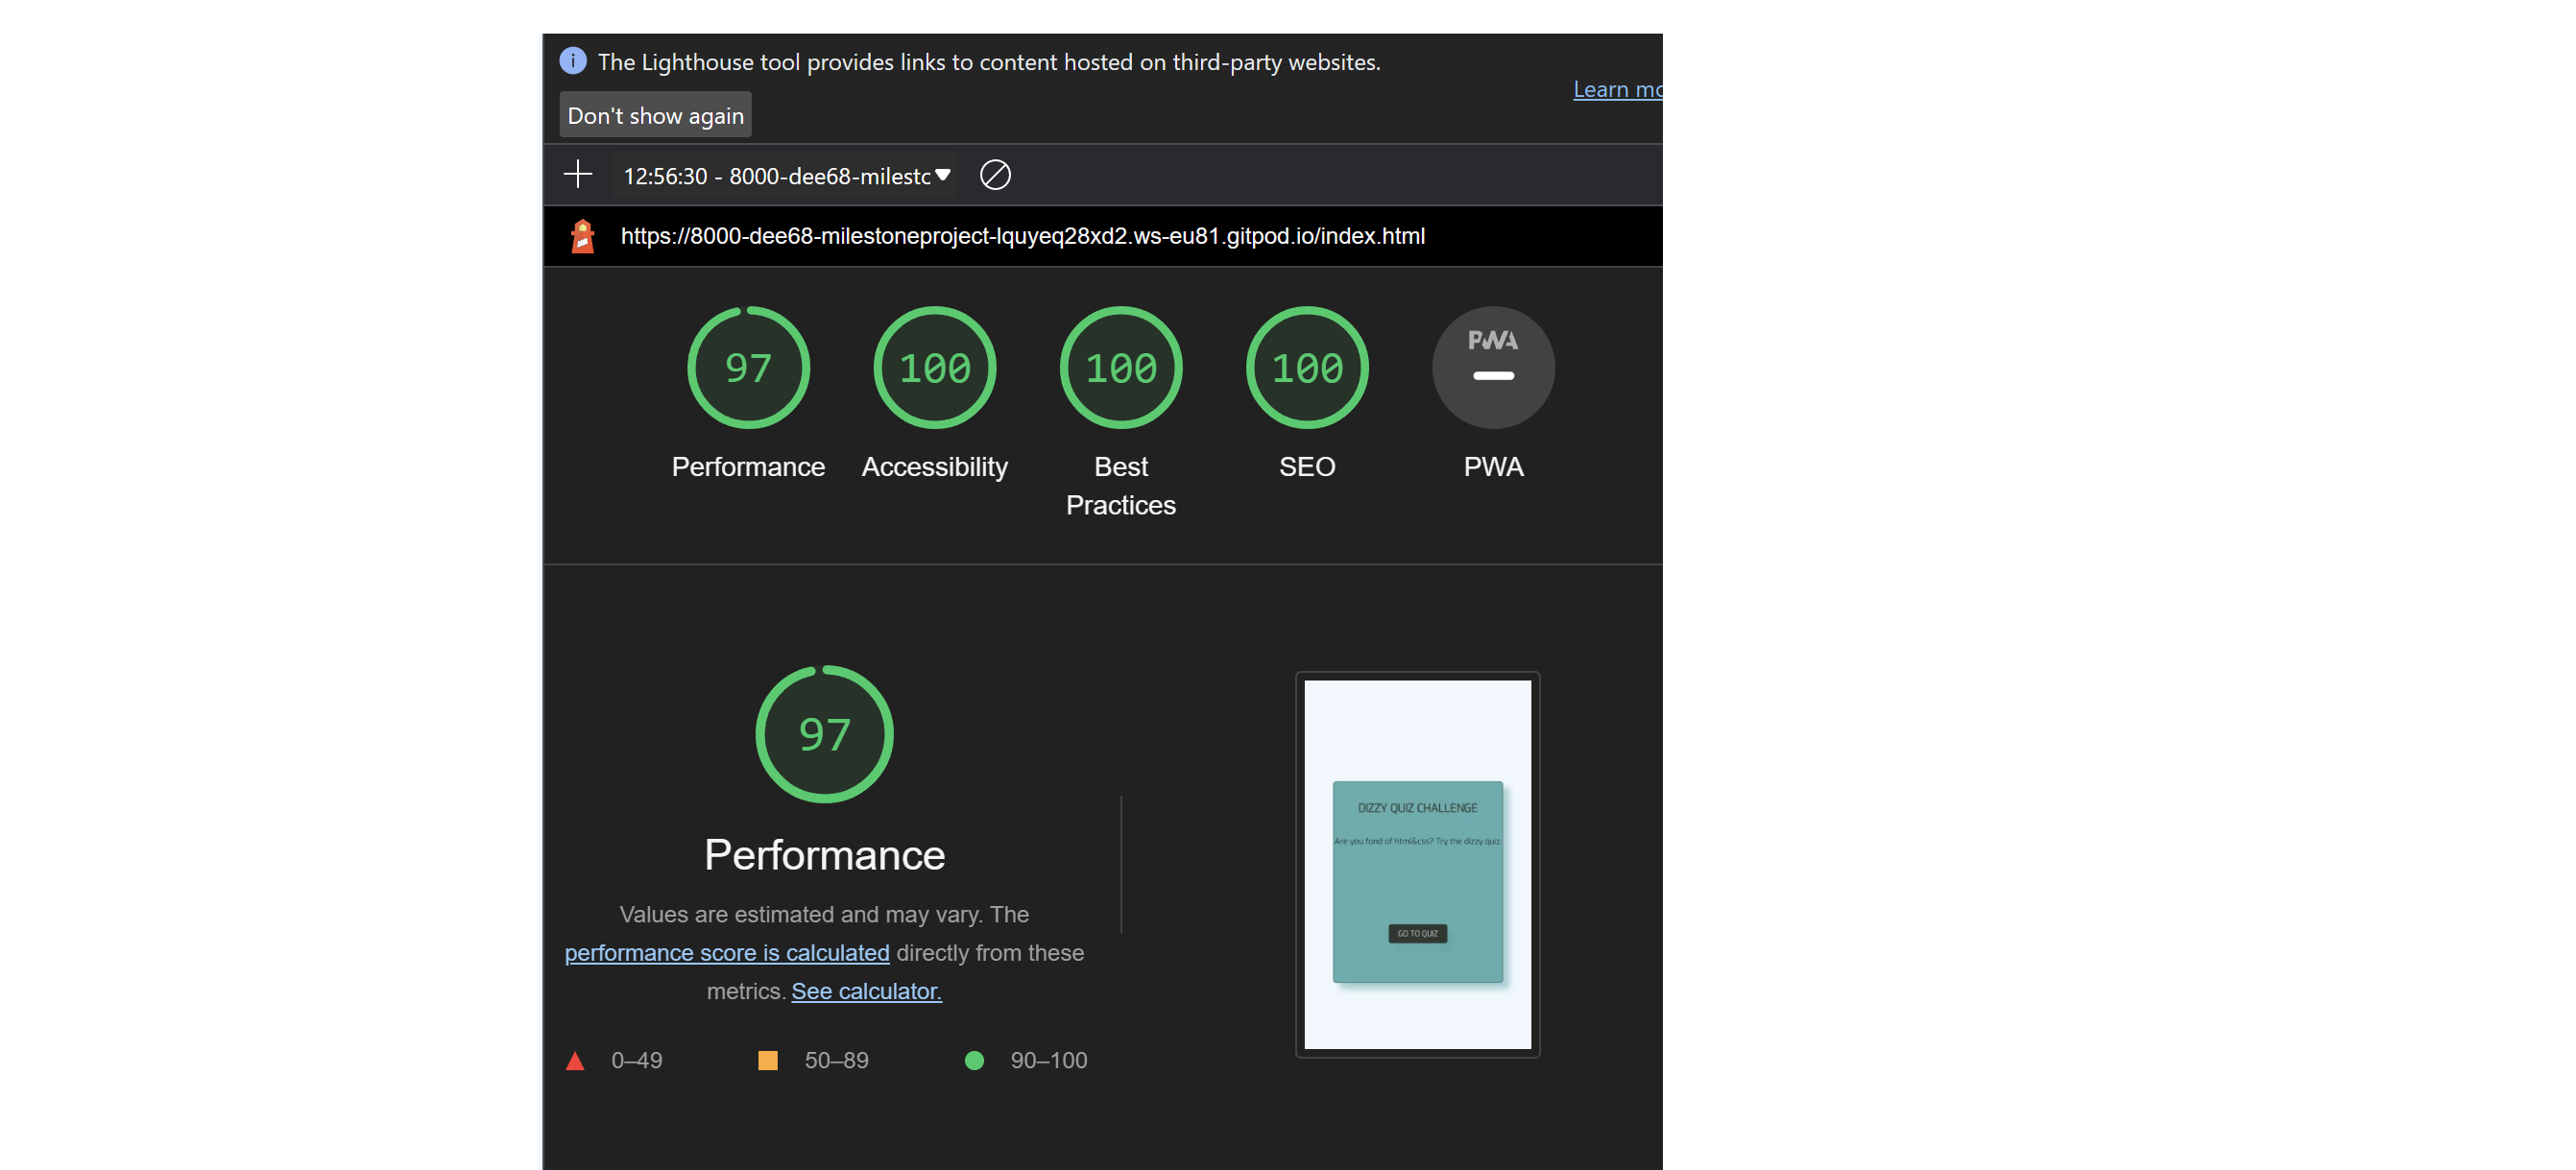 The Lighthouse tool provides links to content hosted on third-party websites.
Learn mo
Don't show again
12:56:30 - 8000-dee68-milestc
https://8000-dee68-milestoneproject-lquyeq28xd2.ws-eu81.gitpod.io/index.html
97
100
100
100
PWA
Performance
Accessibility
Best
Practices
SEO
PWA
97
Performance
Values are estimated and may vary. The
performance score is calculated directly from these
metrics. See calculator.
0–49
50–89
90–100
DIZZY QUIZ CHALLENGE
Are you fond of html&css? Try the dizzy quiz.
GO TO QUIZ